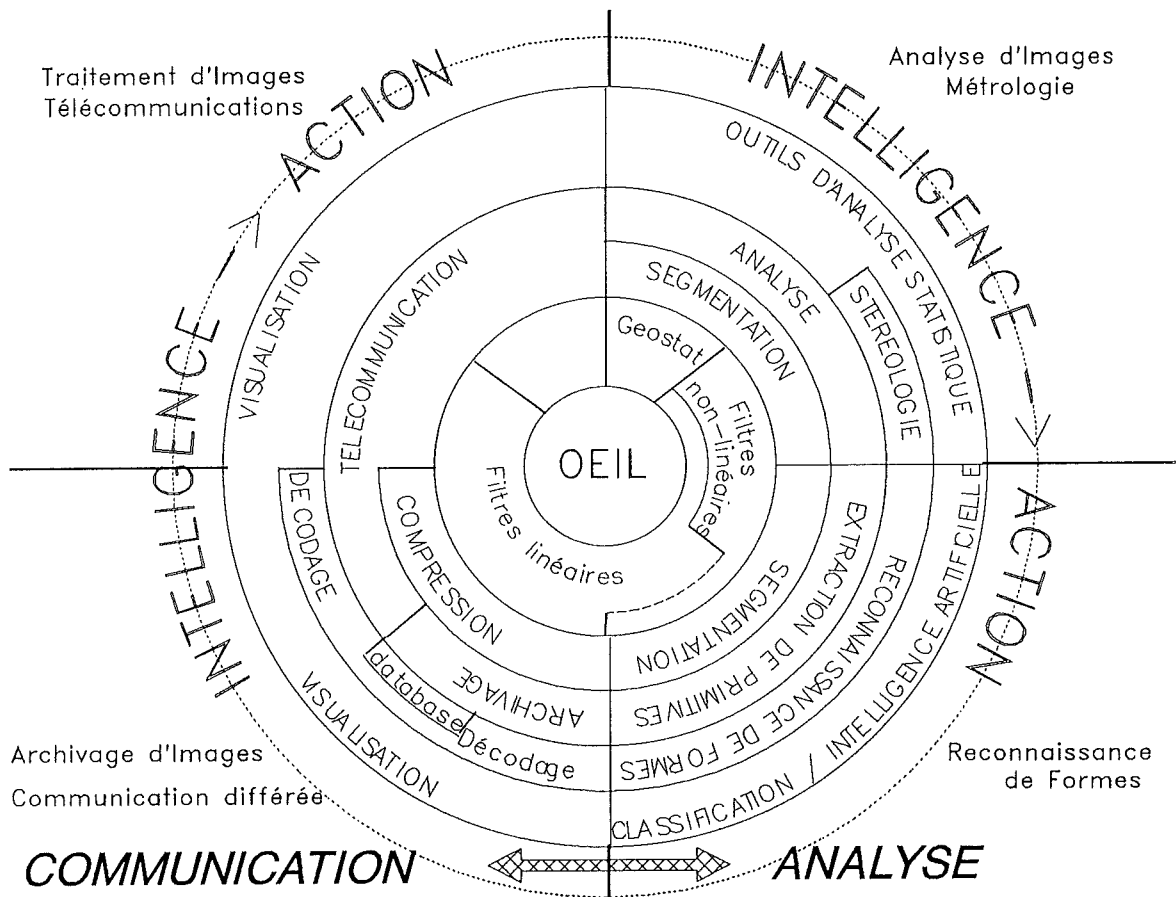 Traitement d'Images
Télécommunications
ACTION
INTELLIGENCE
Analyse d'Images
Métrologie
INTELLIGENCE
ACTION
OUTILS D'ANALYSE STATISTIQUE
VISUALISATION
TELECOMMUNICATION
ANALYSE
STEREOLOGIE
SEGMENTATION
Geostat
Filtres
non-linéaires
OEIL
Filtres linéaires
DECODAGE
COMPRESSION
ARCHIVAGE
database
Décodage
VISUALISATION
SEGMENTATION
EXTRACTION DE PRIMITIVES
RECONNAISSANCE DE FORMES
CLASSIFICATION / INTELLIGENCE ARTIFICIELLE
Archivage d'Images
Communication différée
Reconnaissance
de Formes
COMMUNICATION
ANALYSE